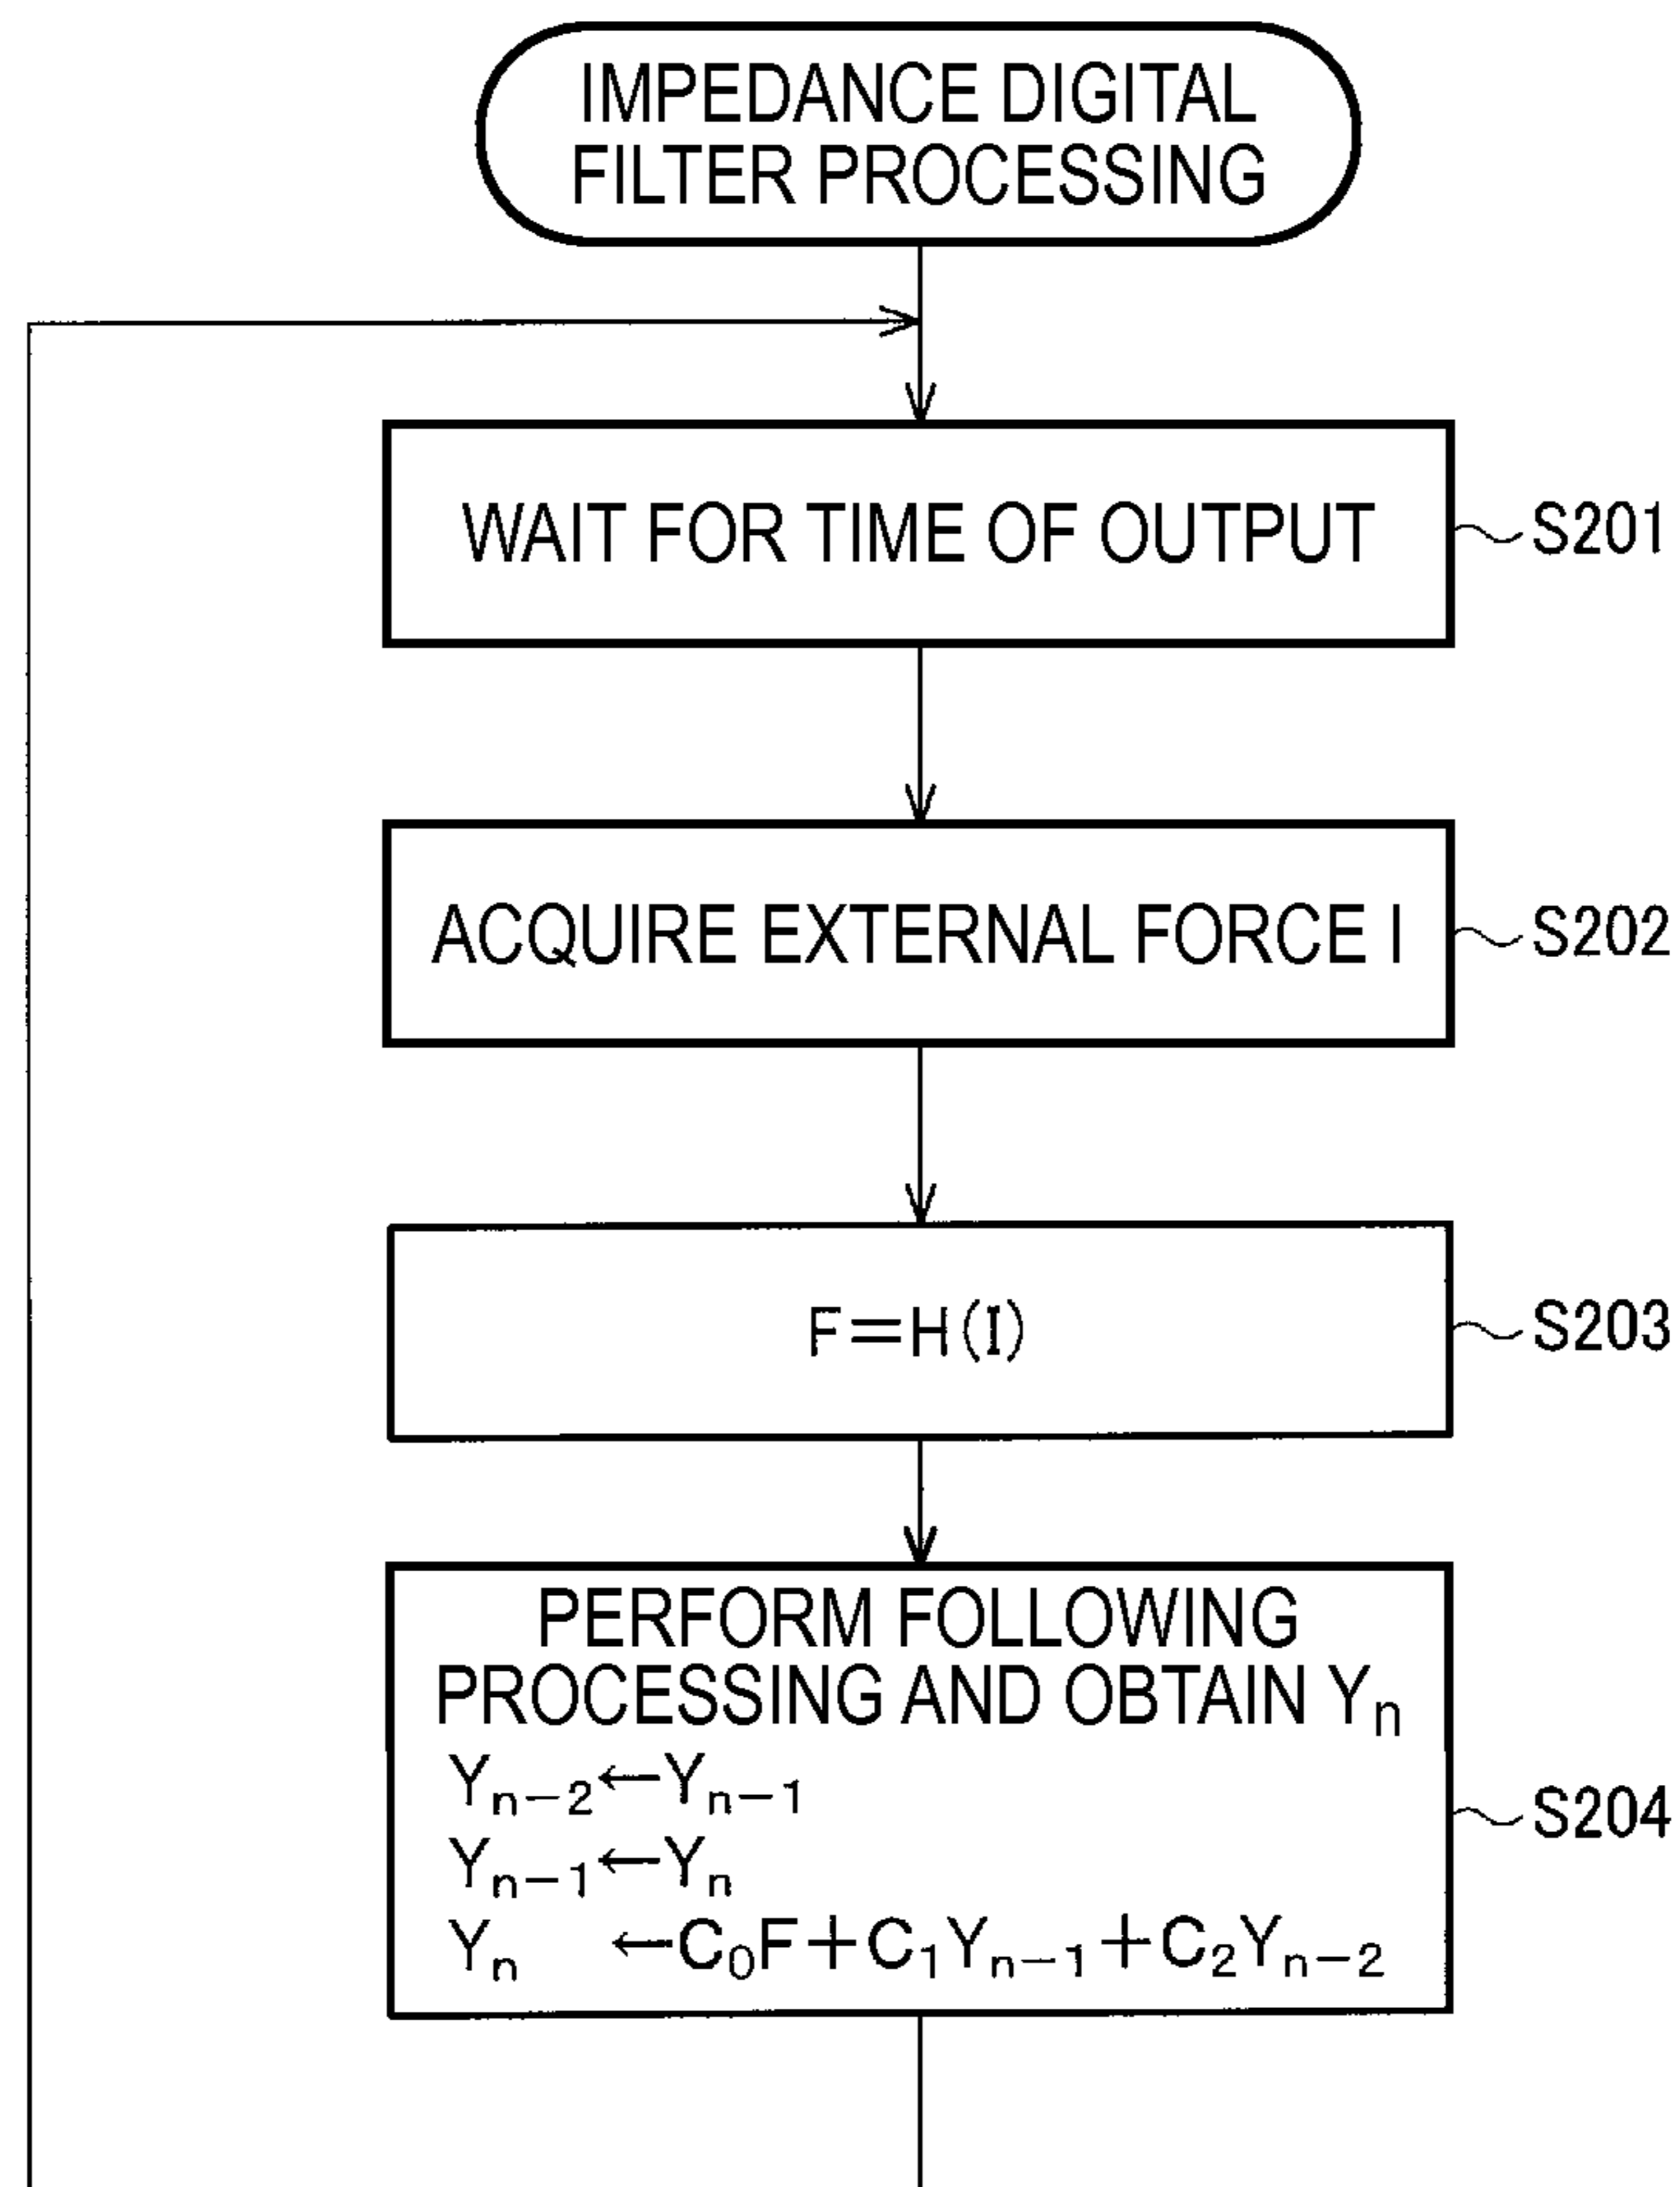 IMPEDANCE DIGITAL
FILTER PROCESSING
WAIT FOR TIME OF OUTPUT
S201
ACQUIRE EXTERNAL FORCE I
S202
F=H(I)
S203
PERFORM FOLLOWING
PROCESSING AND OBTAIN Yₙ
Yₙ₋₂←Yₙ₋₁
Yₙ₋₁←Yₙ
Yₙ ←C₀F+C₁Yₙ₋₁+C₂Yₙ₋₂
S204